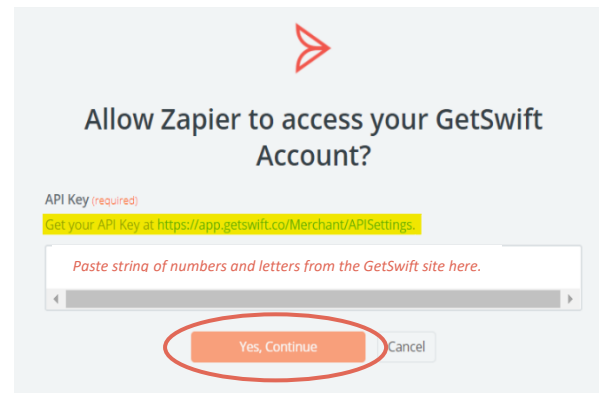 Allow Zapier to access your GetSwift
Account?
API Key (required)
Get your API Key at https://app.getswift.co/Merchant/APISettings.
Paste string of numbers and letters from the GetSwift site here.
Yes, Continue
Cancel